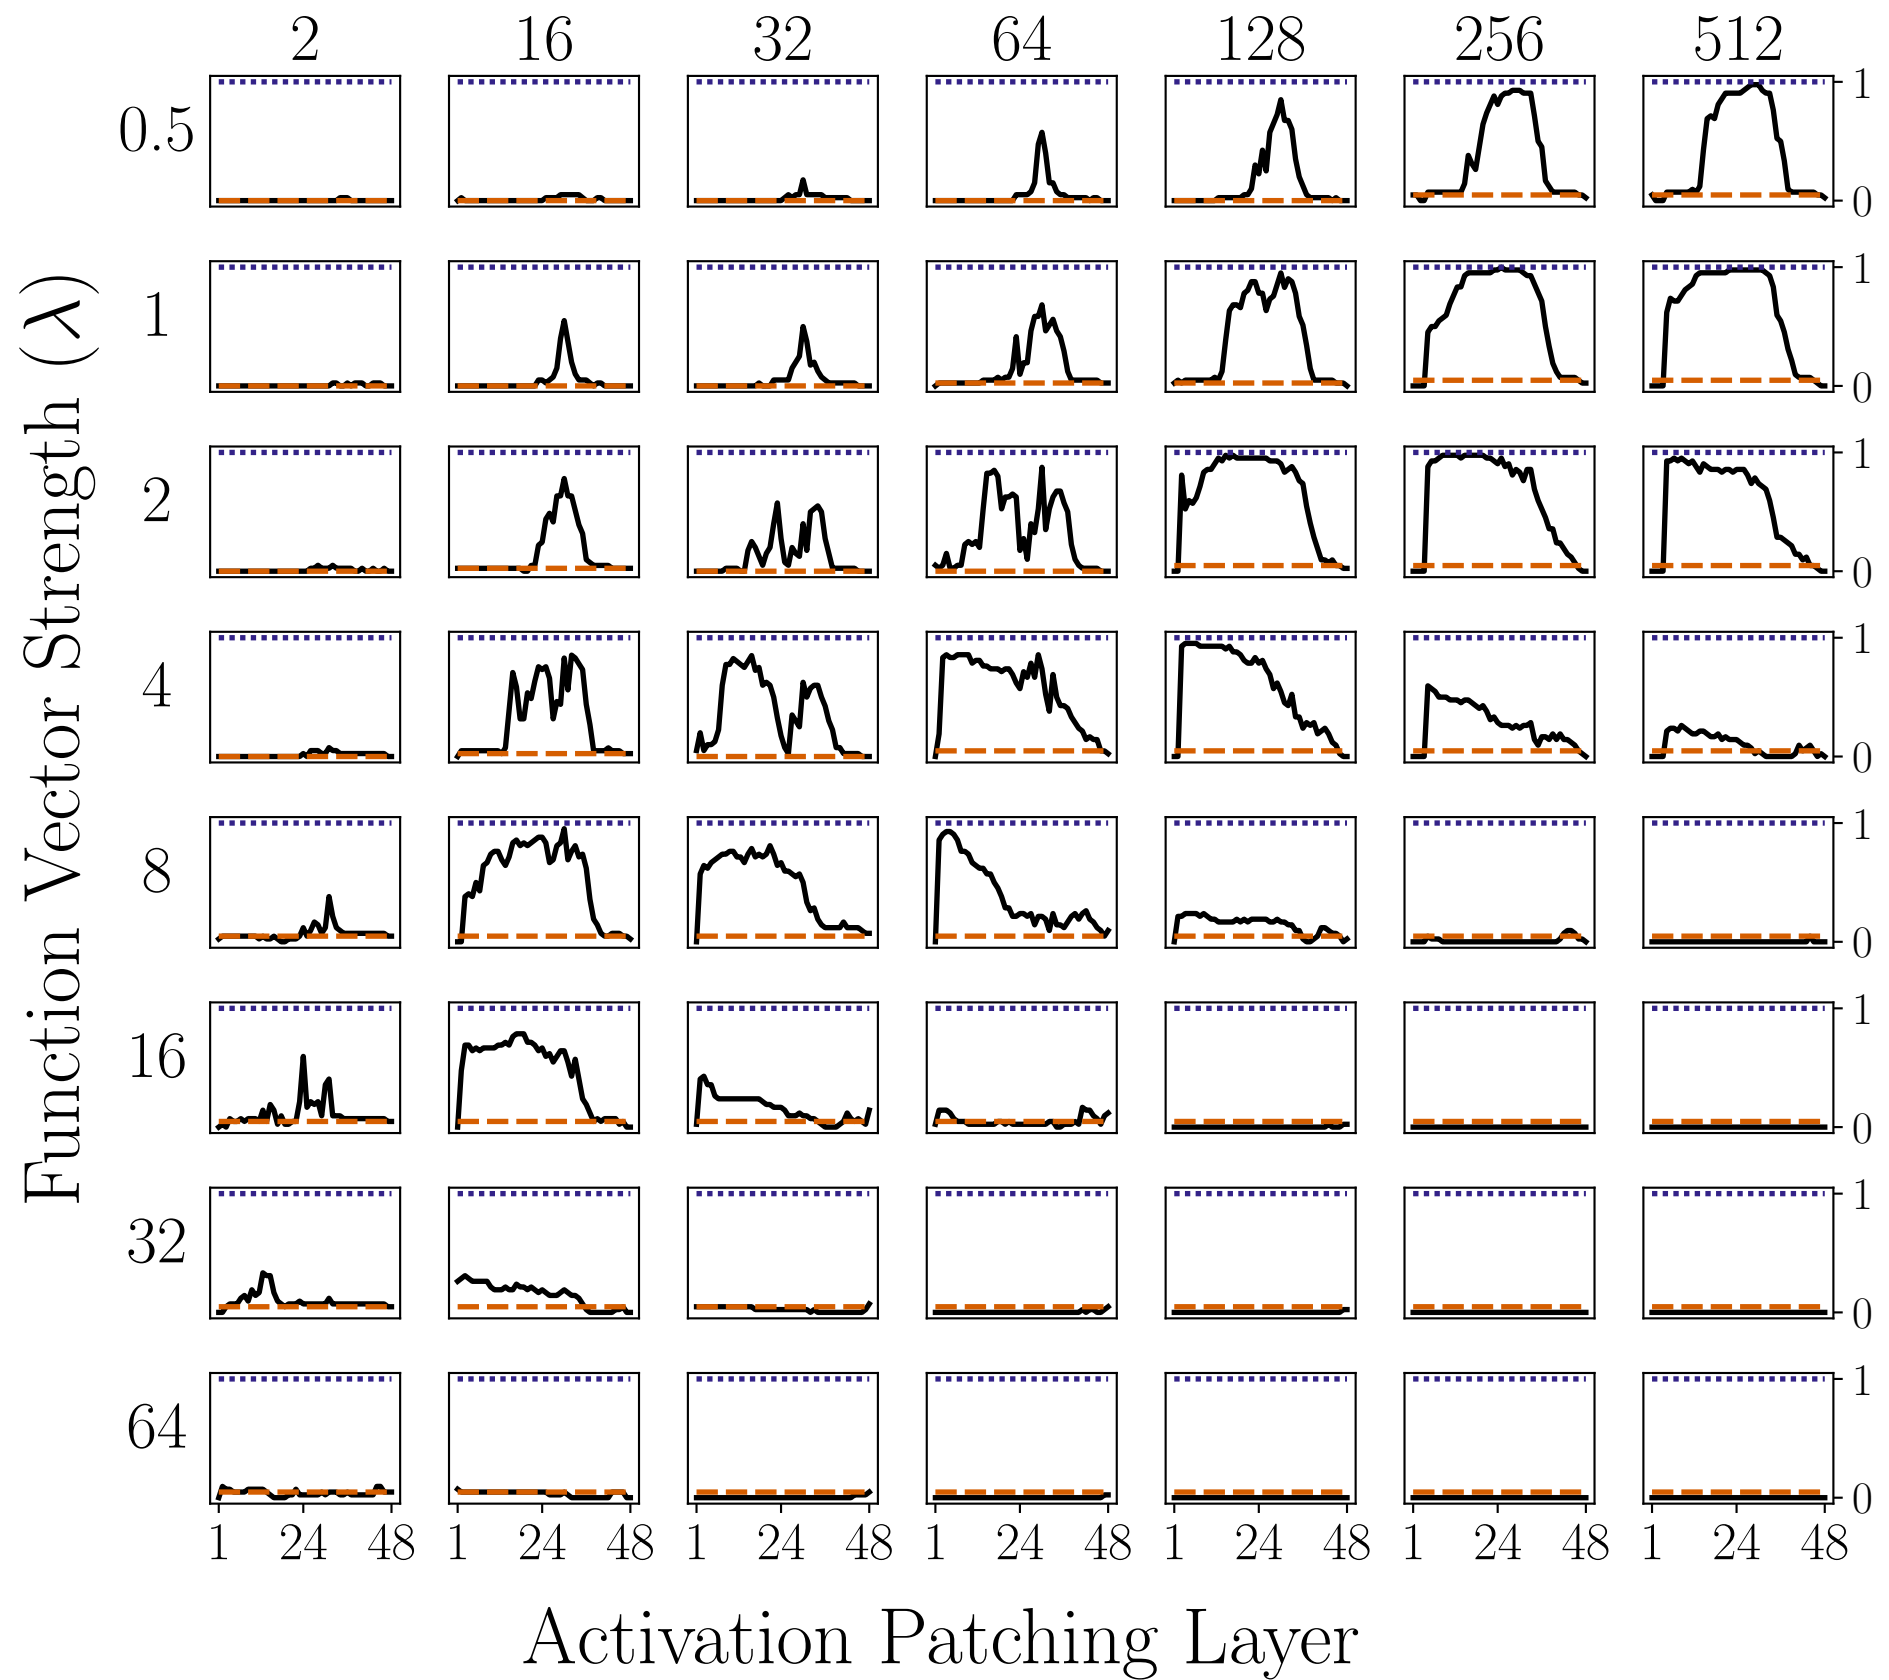 2 16 32 64 128 256 512
0.5 1 0
1 1 0
2 1 0
4 1 0
8 1 0
16 1 0
32 1 0
64 1 0
1 24 48 1 24 48 1 24 48 1 24 48 1 24 48 1 24 48 1 24 48
Function Vector Strength (λ)
Activation Patching Layer